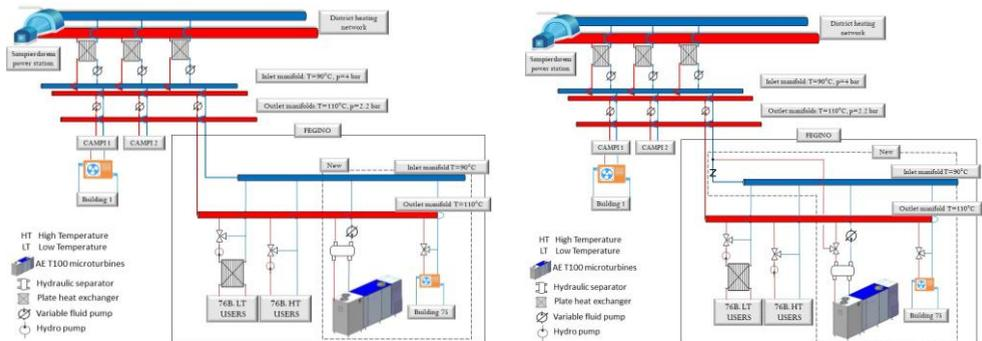 District heating
network
Sampierdarena
power station
Inlet manifold: T=90°C, p=4 bar
Outlet manifolds: T=110°C, p=2.2 bar
CAMPI 1
CAMPI 2
FEGINO
New
Building 1
Inlet manifold T=90°C
Outlet manifold T=110°C
HT High Temperature
LT Low Temperature
AE T100 microturbines
Hydraulic separator
Plate heat exchanger
Variable fluid pump
Hydro pump
76B. LT
USERS
76B. HT
USERS
Building 75
District heating
network
Sampierdarena
power station
Inlet manifold: T=90°C, p=4 bar
Outlet manifolds: T=110°C, p=2.2 bar
FEGINO
CAMPI 1
CAMPI 2
New
Building 1
Inlet manifold T=90°C
Outlet manifold T=110°C
HT High Temperature
LT Low Temperature
AE T100 microturbines
Hydraulic separator
Plate heat exchanger
Variable fluid pump
Hydro pump
76B. LT
USERS
76B. HT
USERS
Building 75